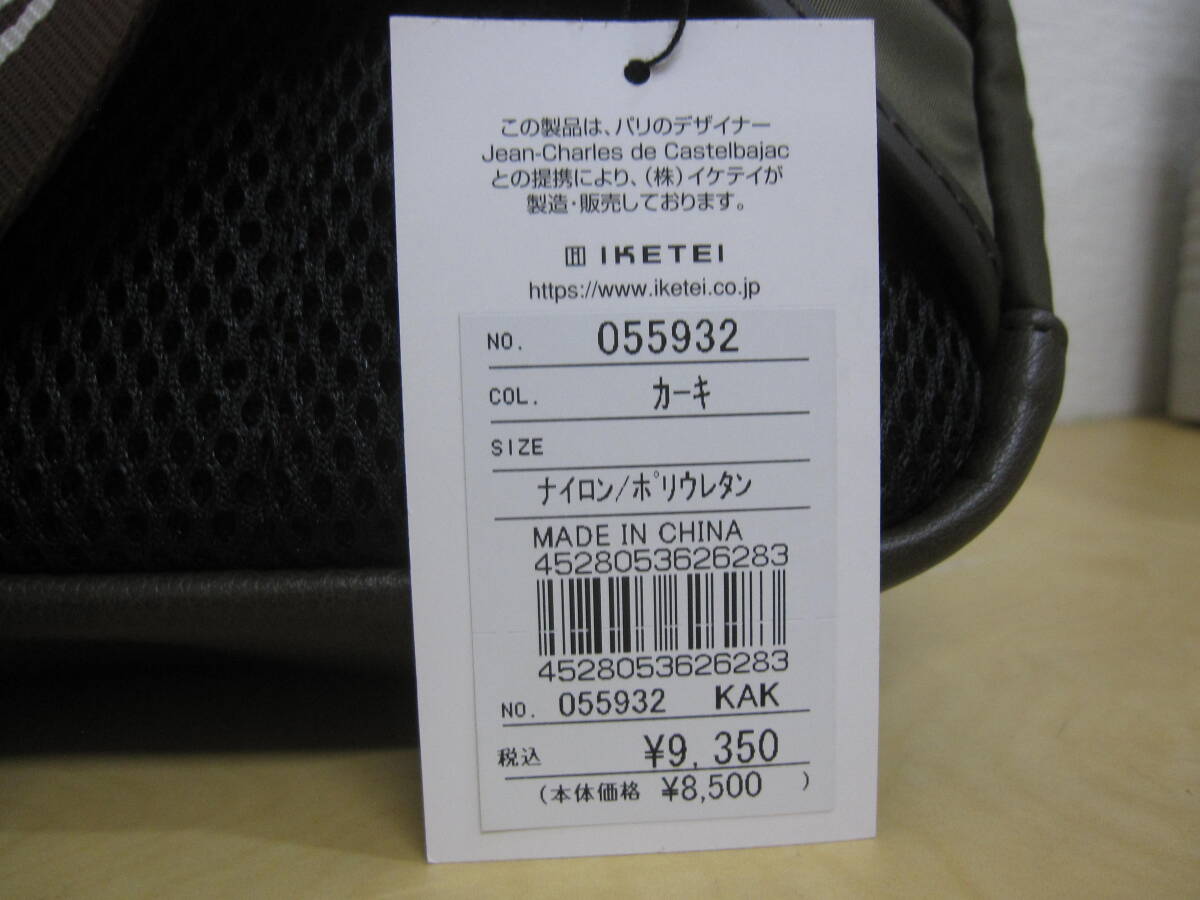 この製品は、パリのデザイナー
Jean-Charles de Castelbajac
との提携により、(株)イケテイが
製造・販売しております。
IKETEI
https://www.iketei.co.jp
NO. 055932
COL. カーキ
SIZE
ナイロン/ポリウレタン
MADE IN CHINA
4528053626283
4528053626283
NO. 055932 KAK
税込 ¥9,350
(本体価格 ¥8,500 )